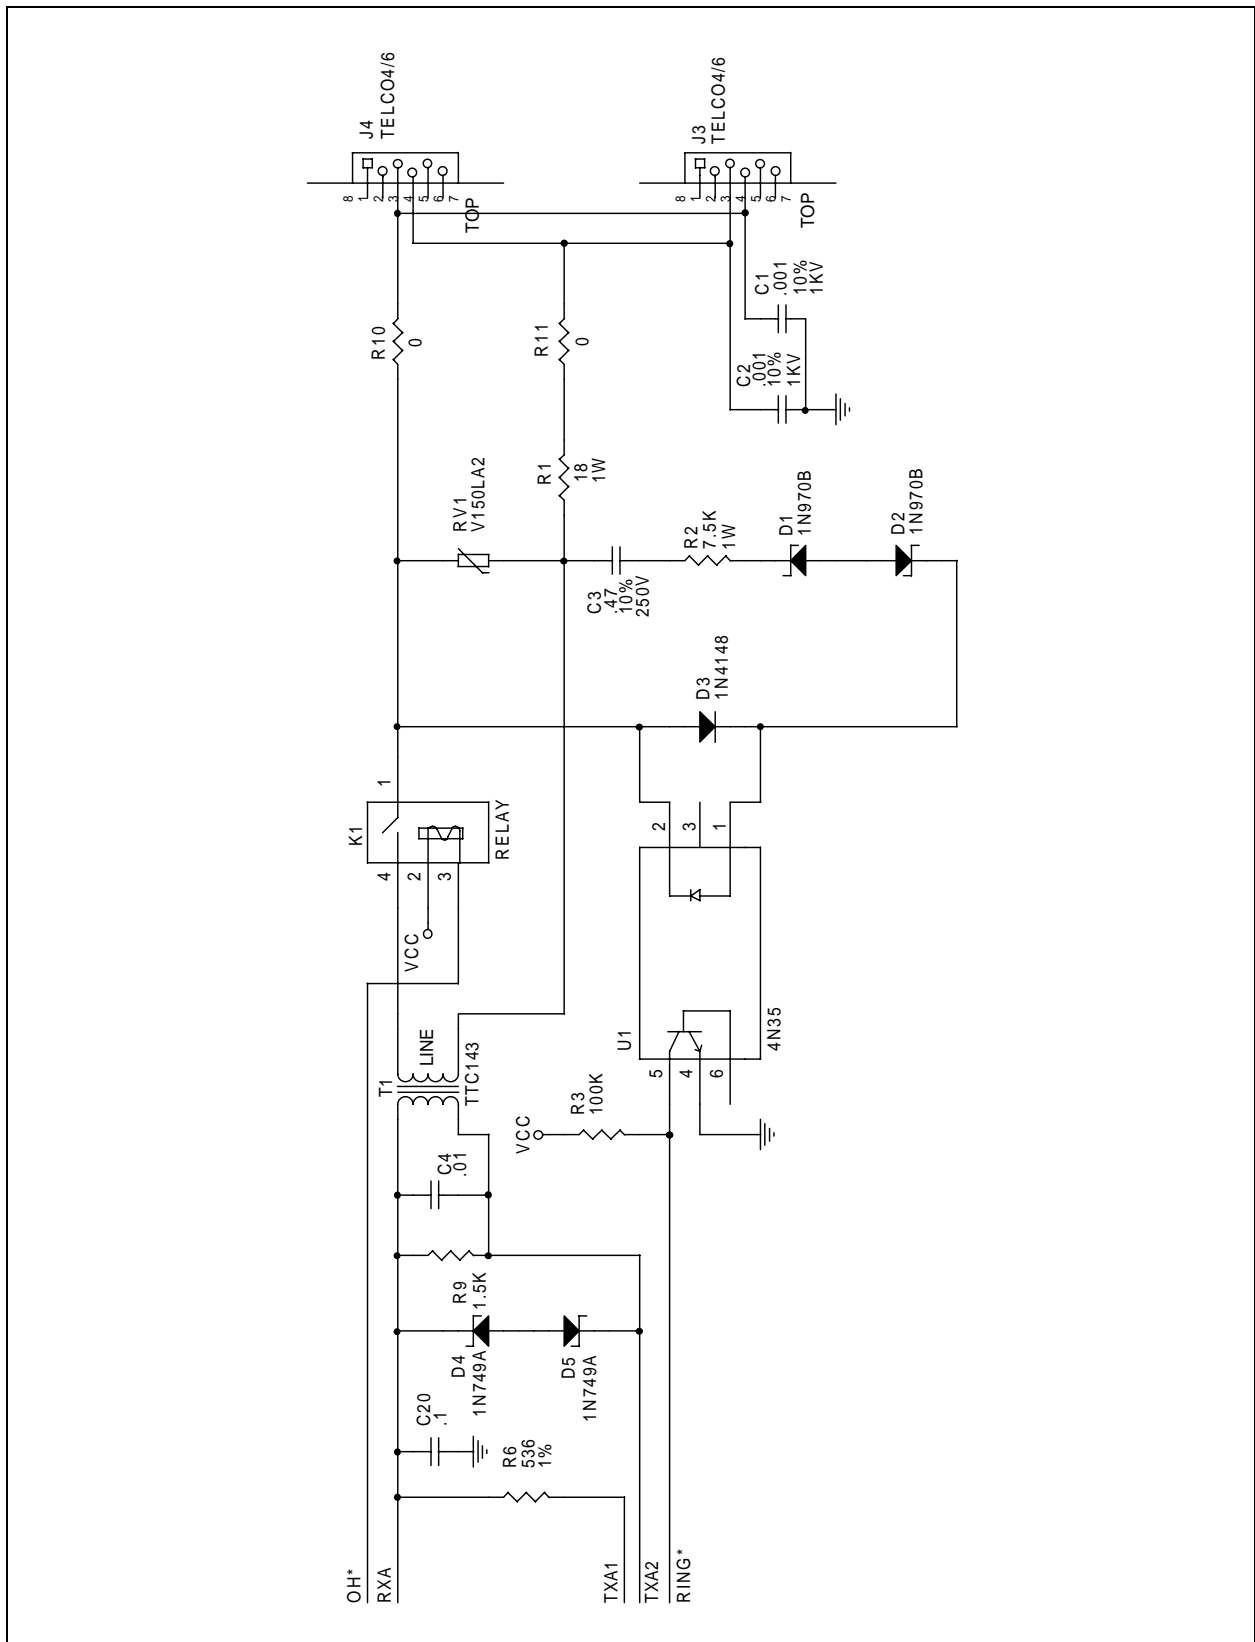 J4
TELCO4/6
8
1
2
3
4
5
6
7
TOP
J3
TELCO4/6
8
1
2
3
4
5
6
7
TOP
R10
0
R11
0
C1
.001
10%
1KV
C2
.001
10%
1KV
RV1
V150LA2
R1
18
1W
C3
.47
10%
250V
R2
7.5K
1W
D1
1N970B
D2
1N970B
D3
1N4148
K1
1
4
2
3
RELAY
VCC
2
3
1
U1
5
4
6
4N35
T1
LINE
TTC143
VCC
R3
100K
C4
.01
R9
1.5K
D4
1N749A
D5
1N749A
C20
.1
R6
536
1%
OH*
RXA
TXA1
TXA2
RING*